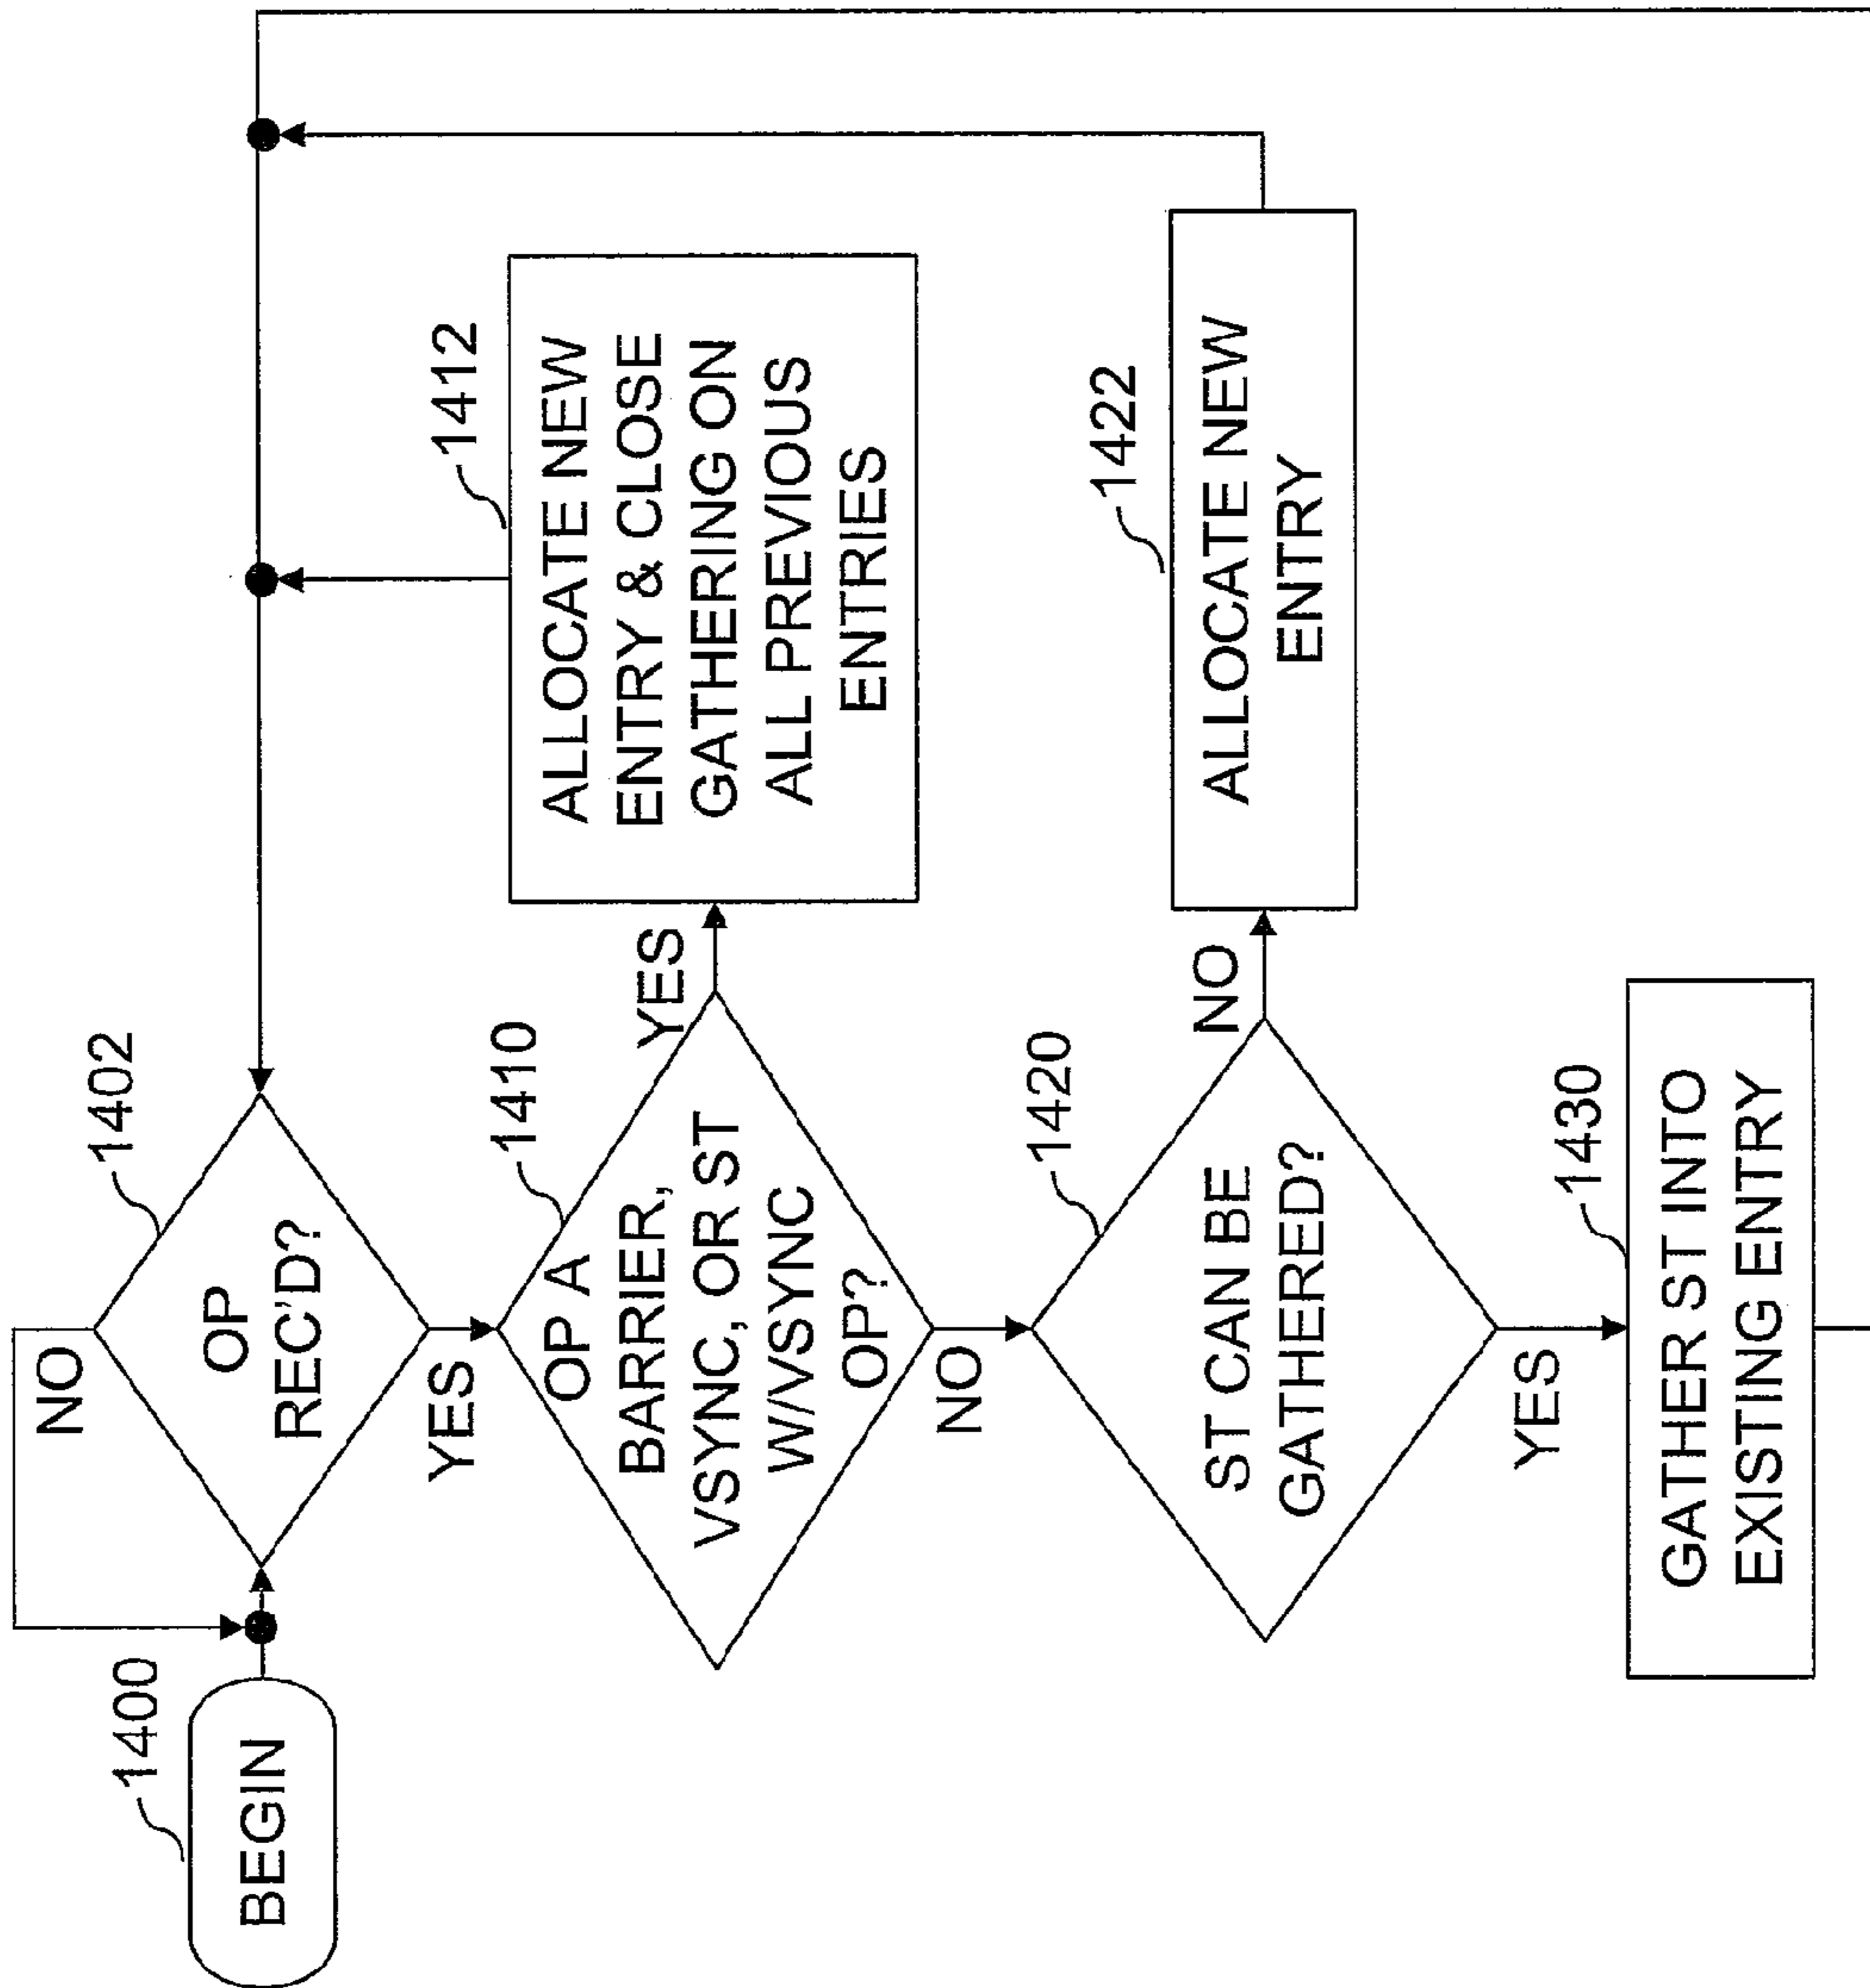 1400
BEGIN
NO
1402
OP
REC'D?
YES
1410
OP A
BARRIER,
VSYNC, OR ST
W/VSYNC
OP?
YES
1412
ALLOCATE NEW
ENTRY & CLOSE
GATHERING ON
ALL PREVIOUS
ENTRIES
NO
1420
ST CAN BE
GATHERED?
NO
1422
ALLOCATE NEW
ENTRY
YES
1430
GATHER ST INTO
EXISTING ENTRY